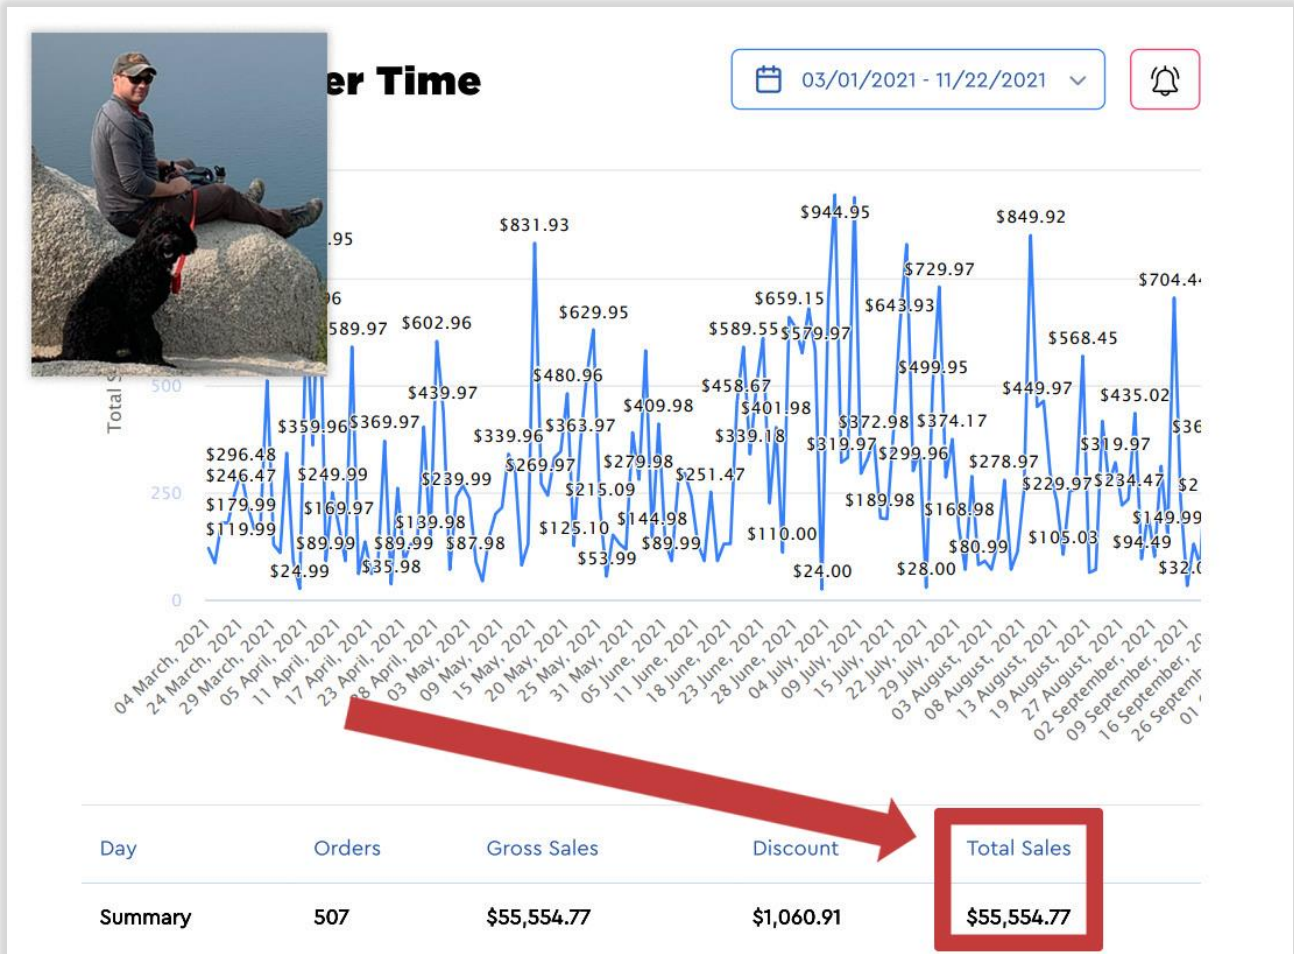 er Time
03/01/2021 - 11/22/2021
$944.95
$849.92
$831.93
.95
$729.97
$704.4
96
$659.15
$643.93
$629.95
589.97
$602.96
$589.55
$579.97
$568.45
$499.95
$480.96
500
$439.97
$458.67
$449.97
$435.02
$409.98
$401.98
$359.96
$369.97
$363.97
$372.98
$374.17
$36
$339.96
$339.18
$319.97
$319.97
$296.48
$299.96
$278.97
$269.97
$279.98
$246.47
$249.99
$239.99
$251.47
$229.97
$234.47
$2
250
$215.09
$189.98
$179.99
$169.97
$168.98
$149.99
$119.99
$139.98
$125.10
$144.98
$110.00
$105.03
$89.99
$89.99
$87.98
$89.99
$80.99
$94.49
$24.99
$35.98
$53.99
$24.00
$28.00
$32.0
0
Total S
04 March, 2021
24 March, 2021
29 March, 2021
05 April, 2021
11 April, 2021
17 April, 2021
23 April, 2021
28 April, 2021
03 May, 2021
09 May, 2021
15 May, 2021
20 May, 2021
25 May, 2021
31 May, 2021
05 June, 2021
11 June, 2021
18 June, 2021
23 June, 2021
28 June, 2021
04 July, 2021
09 July, 2021
15 July, 2021
22 July, 2021
29 July, 2021
03 August, 2021
08 August, 2021
13 August, 2021
19 August, 2021
27 August, 2021
02 September, 2021
09 September, 2021
16 September, 20
26 Septemb
01
Day Orders Gross Sales Discount Total Sales
Summary 507 $55,554.77 $1,060.91 $55,554.77